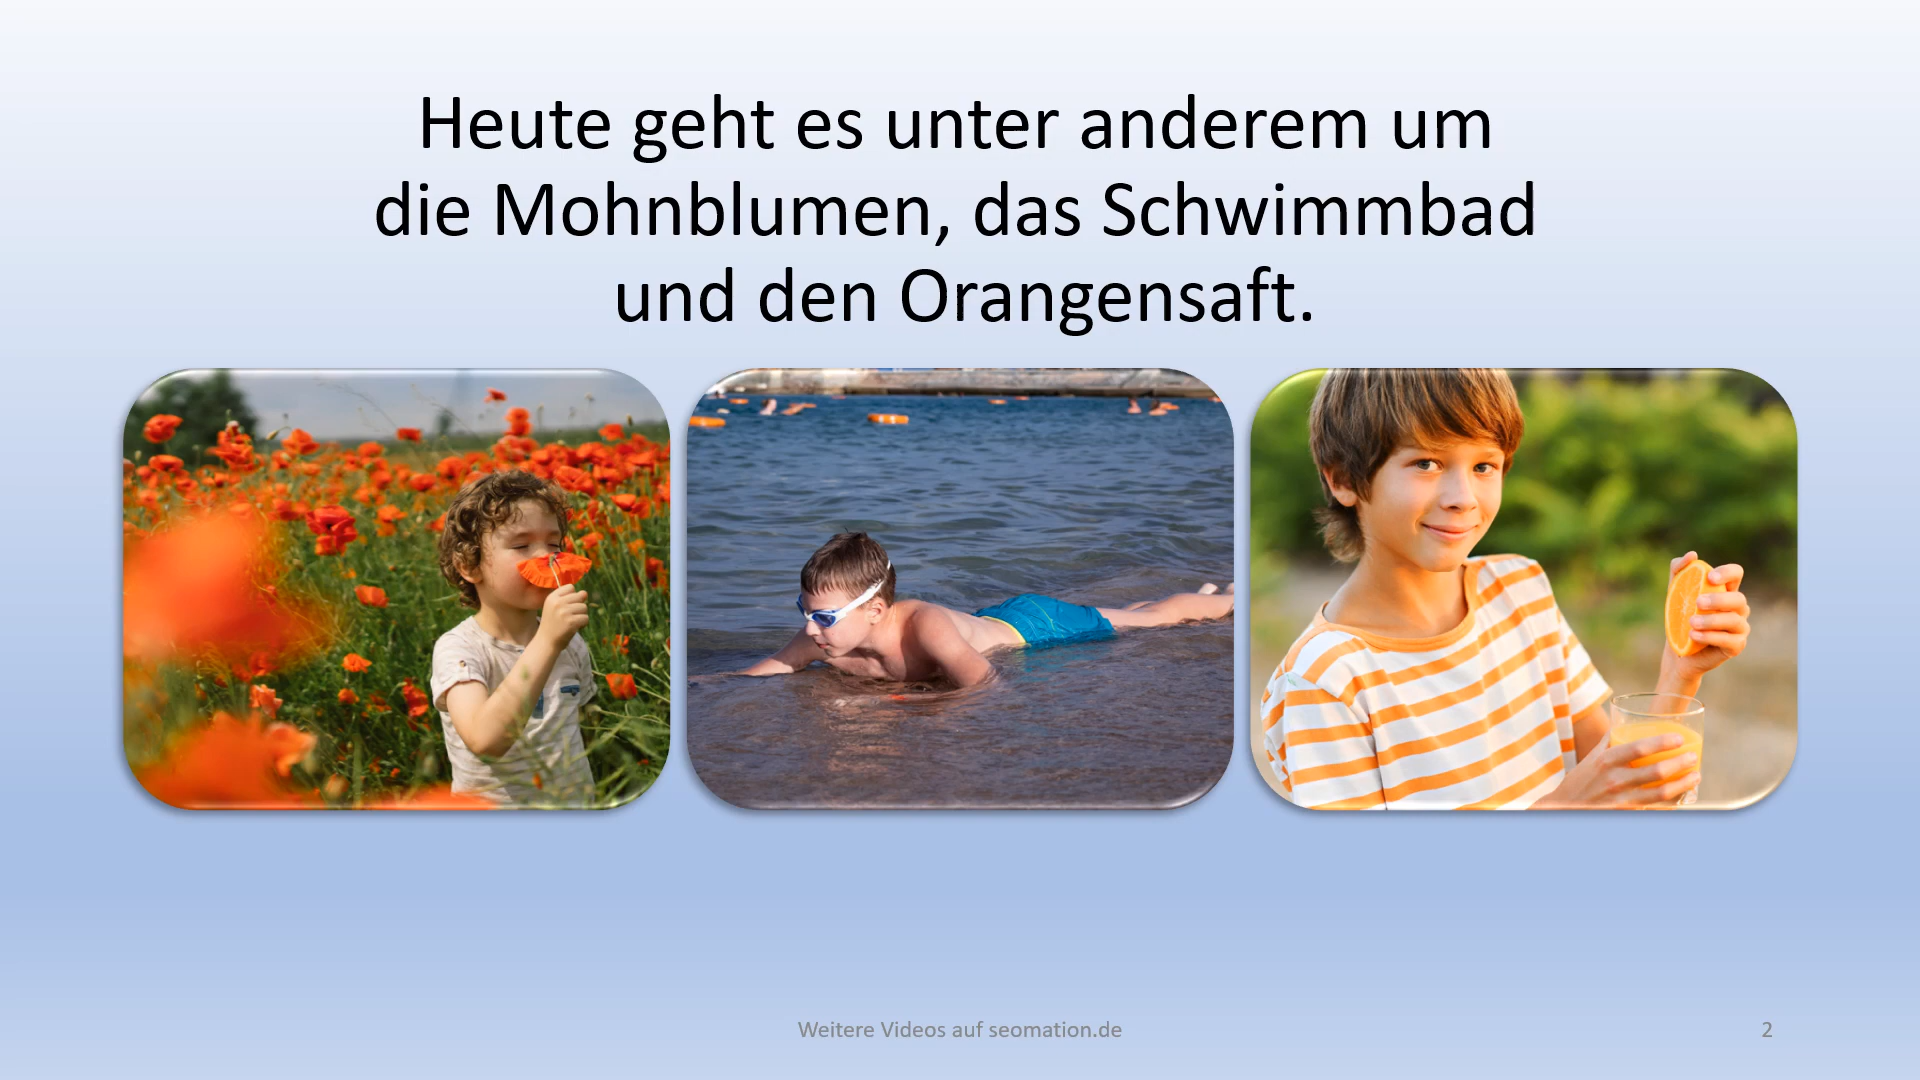 Heute geht es unter anderem um
die Mohnblumen, das Schwimmbad
und den Orangensaft.
Weitere Videos auf seomation.de
2